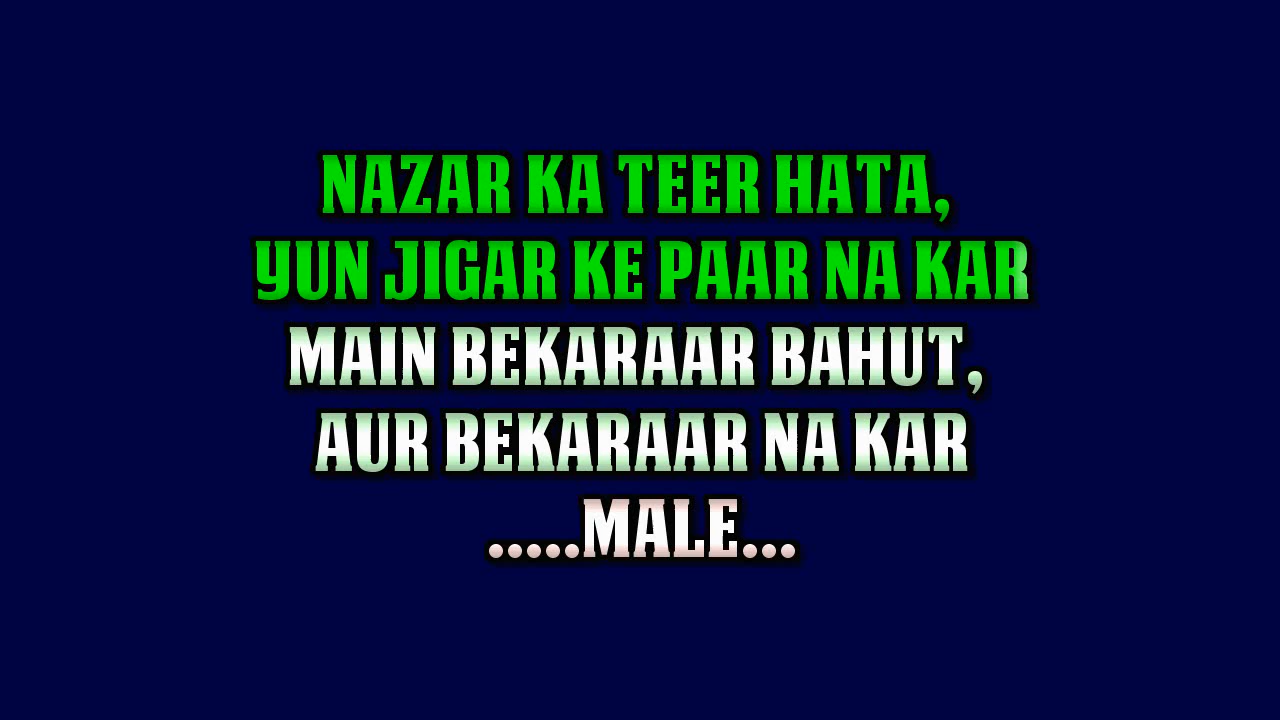 NAZAR KA TEER HATA,
YUN JIGAR KE PAAR NA KAR
MAIN BEKARAAR BAHUT,
AUR BEKARAAR NA KAR
.....MALE...